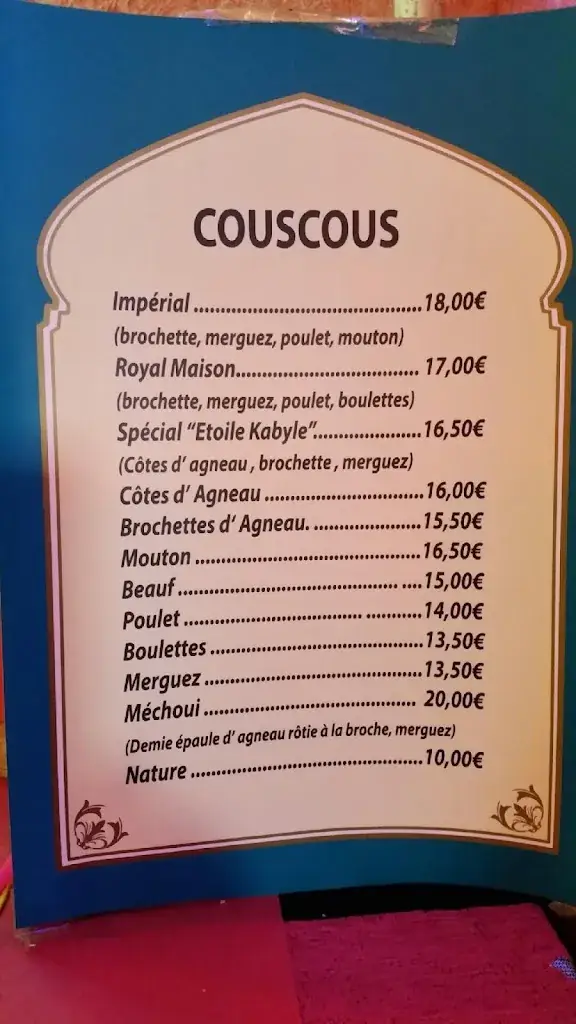 COUSCOUS
Impérial ............................................18,00€
(brochette, merguez, poulet, mouton)
Royal Maison................................... 17,00€
(brochette, merguez, poulet, boulettes)
Spécial “Etoile Kabyle”.....................16,50€
(Côtes d’ agneau , brochette , merguez)
Côtes d’ Agneau ..............................16,00€
Brochettes d‘ Agneau. .....................15,50€
Mouton ...........................................16,50€
Beauf .......................................... ....15,00€
Poulet .................................. ...........14,00€
Boulettes .........................................13,50€
Merguez ..........................................13,50€
Méchoui ......................................... 20,00€
(Demie épaule d’ agneau rôtie à la broche, merguez)
Nature .............................................10,00€